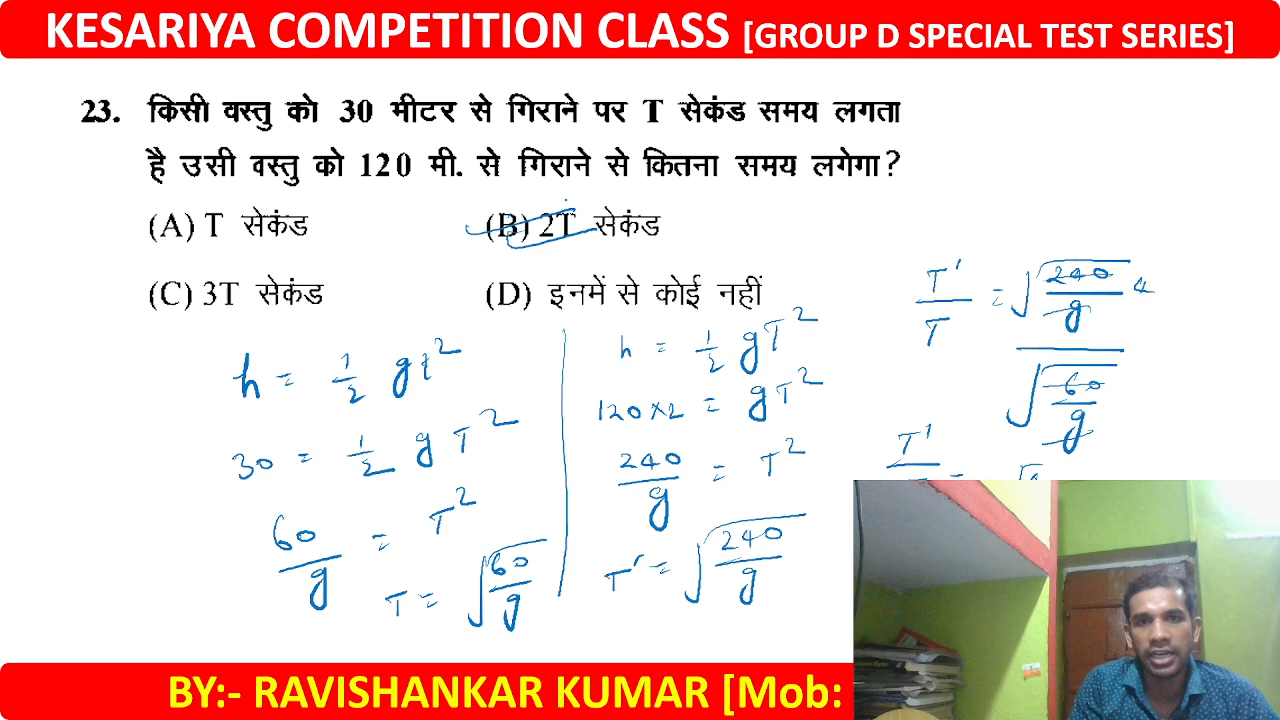 KESARIYA COMPETITION CLASS [GROUP D SPECIAL TEST SERIES]
23. किसी वस्तु को 30 मीटर से गिराने पर T सेकंड समय लगता
है उसी वस्तु को 120 मी. से गिराने से कितना समय लगेगा?
(A) T सेकंड (B) 2T सेकंड
(C) 3T सेकंड (D) इनमें से कोई नहीं
h = 1/2 gt²
30 = 1/2 g T²
60/g = T²
T = √60/g
h = 1/2 gT²
120×2 = gT²
240/g = T²
T' = √240/g
T'/T = √240/g 4
√60/g
T'
BY:- RAVISHANKAR KUMAR [Mob: